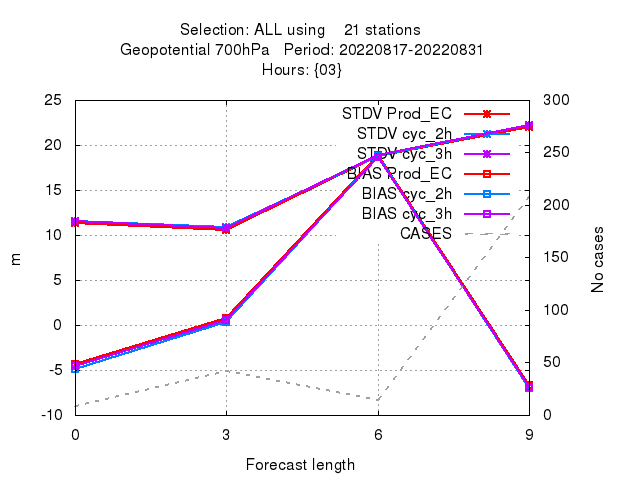 Selection: ALL using 21 stations
Geopotential 700hPa Period: 20220817-20220831
Hours: {03}
STDV Prod_EC
STDV cyc_2h
STDV cyc_3h
BIAS Prod_EC
BIAS cyc_2h
BIAS cyc_3h
CASES
25
20
15
10
5
0
-5
-10
m
300
250
200
150
100
50
0
No cases
0 3 6 9
Forecast length